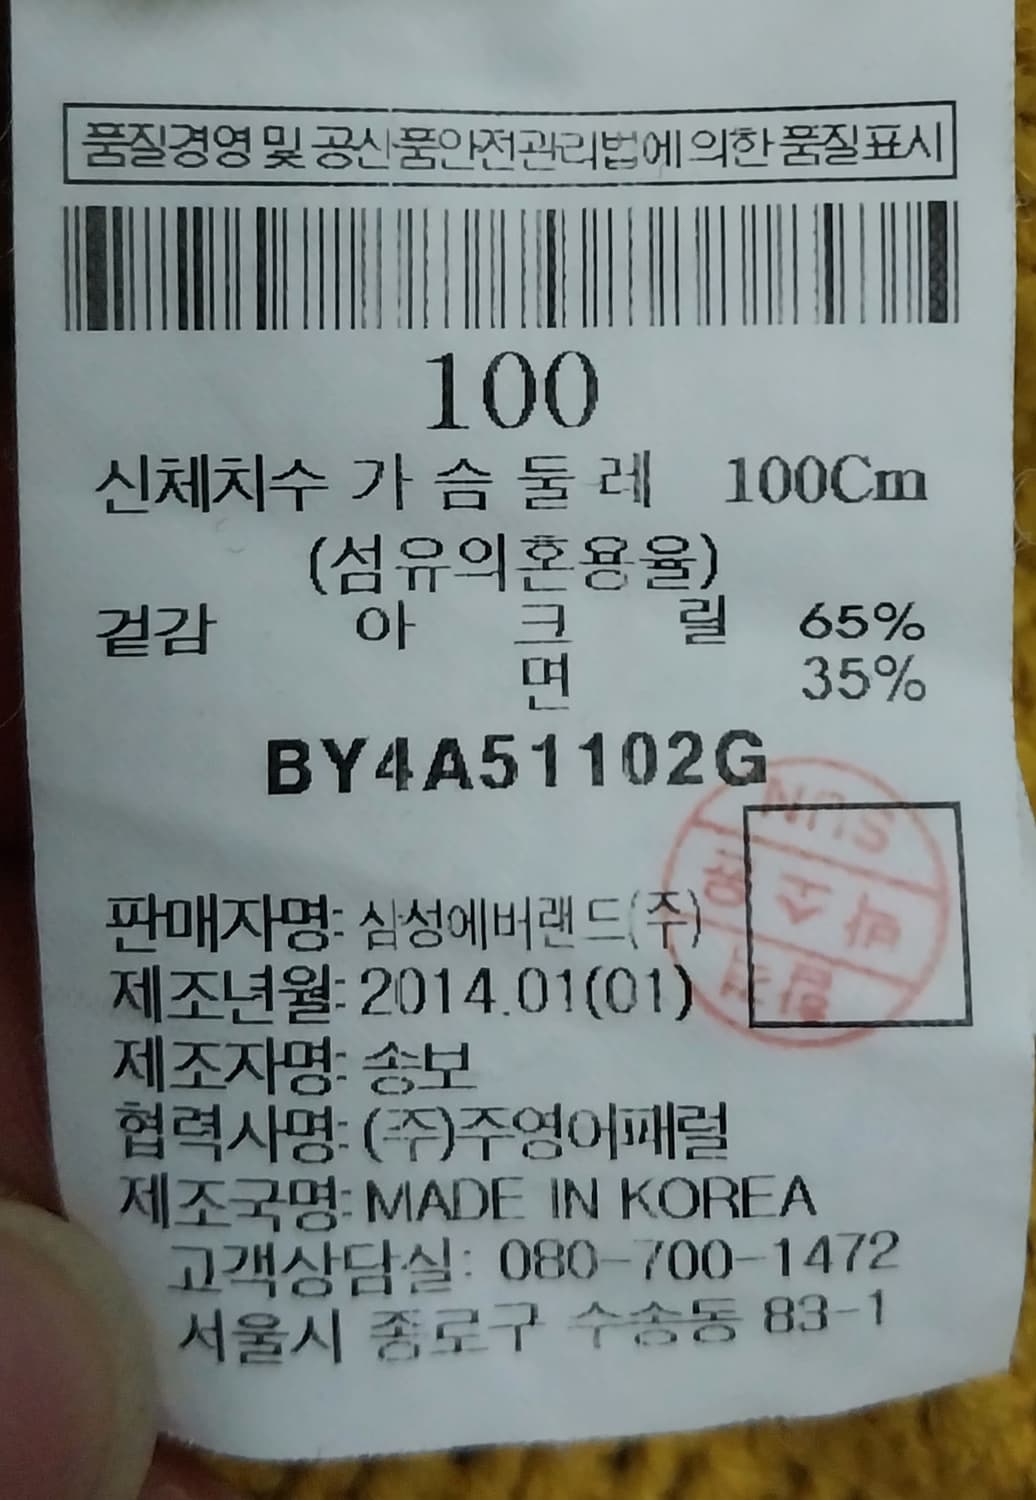 품질경영 및 공산품안전관리법에 의한 품질표시
100
신체치수 가 슴 둘 레 100Cm
(섬유의혼용율)
겉감 아 크 릴 65%
면 35%
BY4A51102G
판매자명: 삼성에버랜드(주)
제조년월: 2014.01(01)
제조자명: 송보
협력사명: (주)주영어패럴
제조국명: MADE IN KOREA
고객상담실: 080-700-1472
서울시 종로구 수송동 83-1